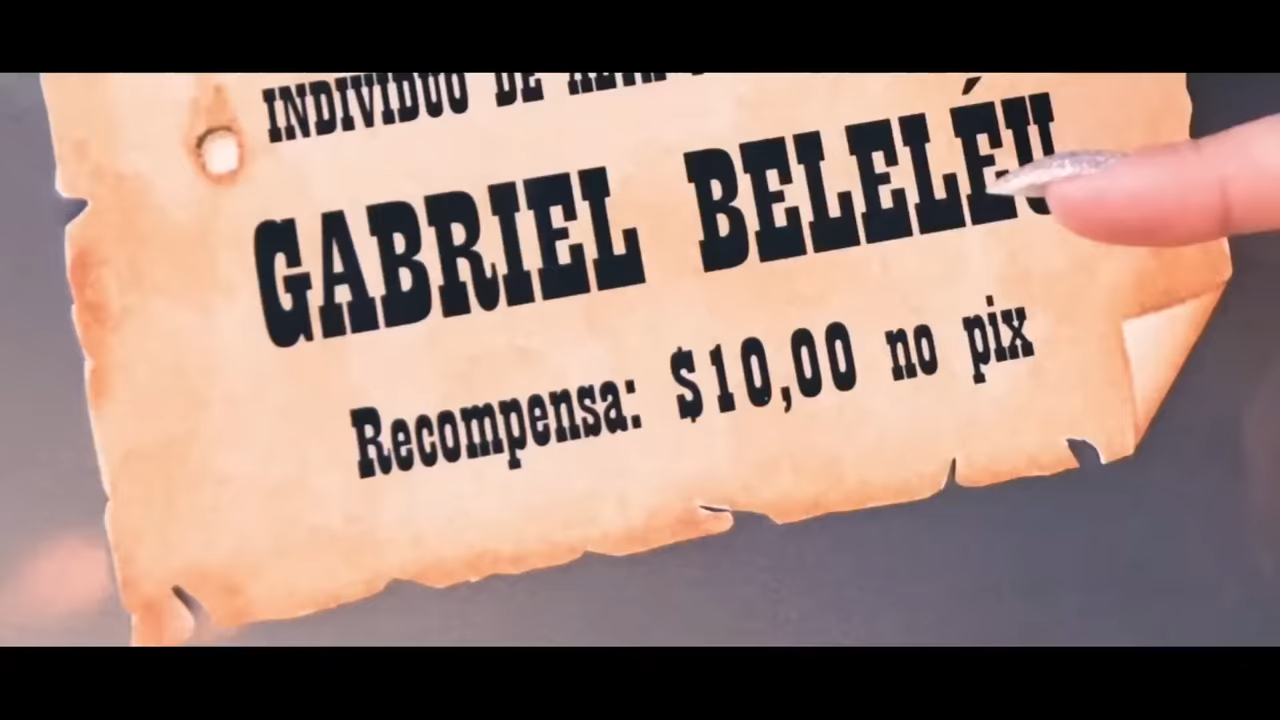 INDIVIDUO DE
GABRIEL BELELÉU
Recompensa: $10,00 no pix